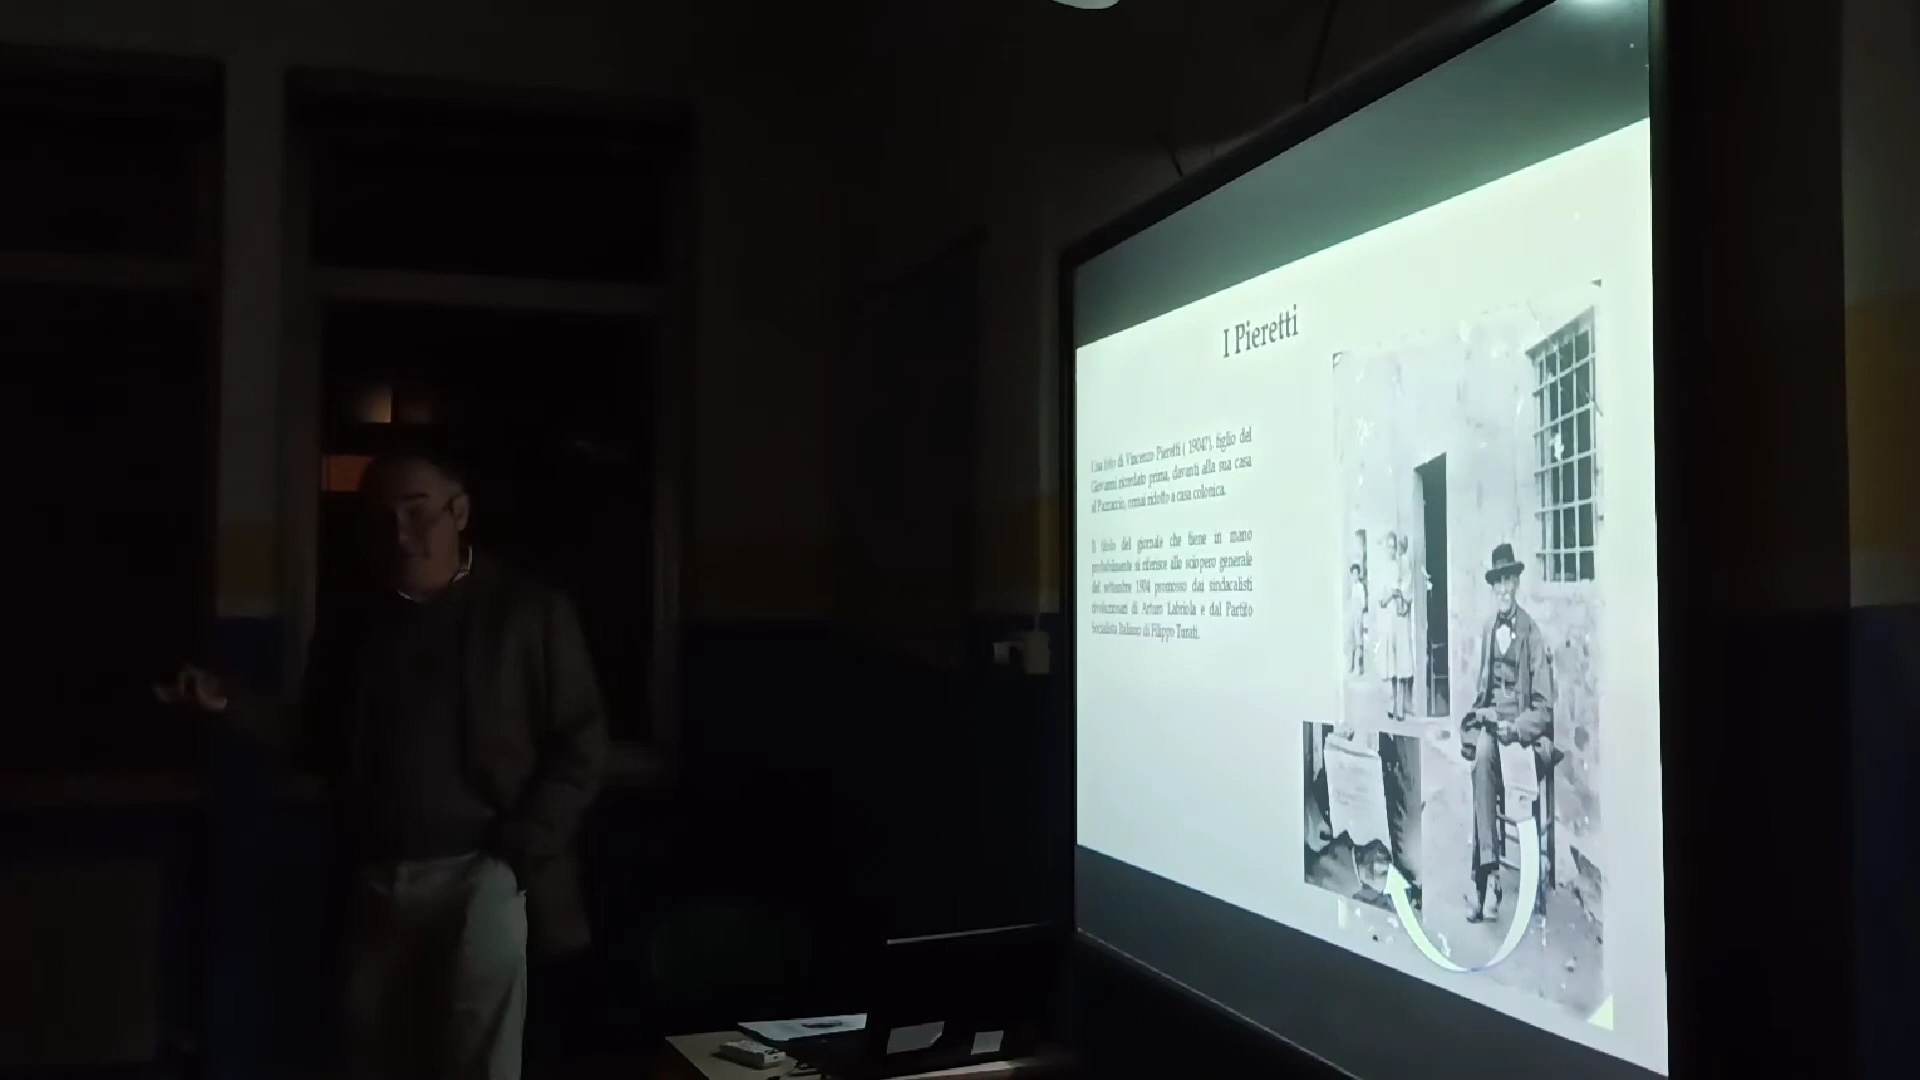 I Pieretti
Una foto di Vincenzo Pieretti ( 1904?), figlio del
Giovanni ricordato prima, davanti alla sua casa
al Puntaccio, ormai ridotto a casa colonica.
Il titolo del giornale che tiene in mano
probabilmente si riferisce allo sciopero generale
del settembre 1904 promosso dai sindacalisti
rivoluzionari di Arturo Labriola e dal Partito
Socialista Italiano di Filippo Turati.